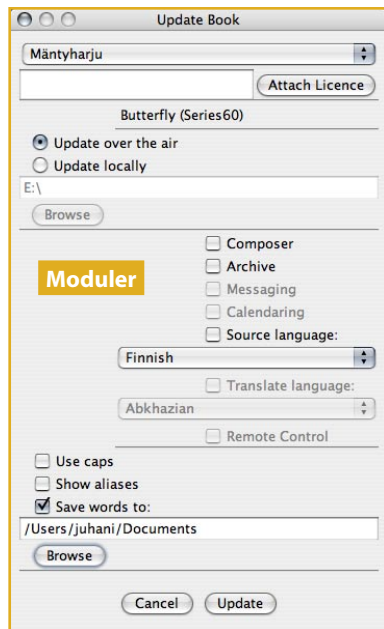 Update Book
Mäntyharju
Attach Licence
Butterfly (Series60)
Update over the air
Update locally
E:\
Browse
Composer
Archive
Moduler
Messaging
Calendaring
Source language:
Finnish
Translate language:
Abkhazian
Remote Control
Use caps
Show aliases
Save words to:
/Users/juhani/Documents
Browse
Cancel Update